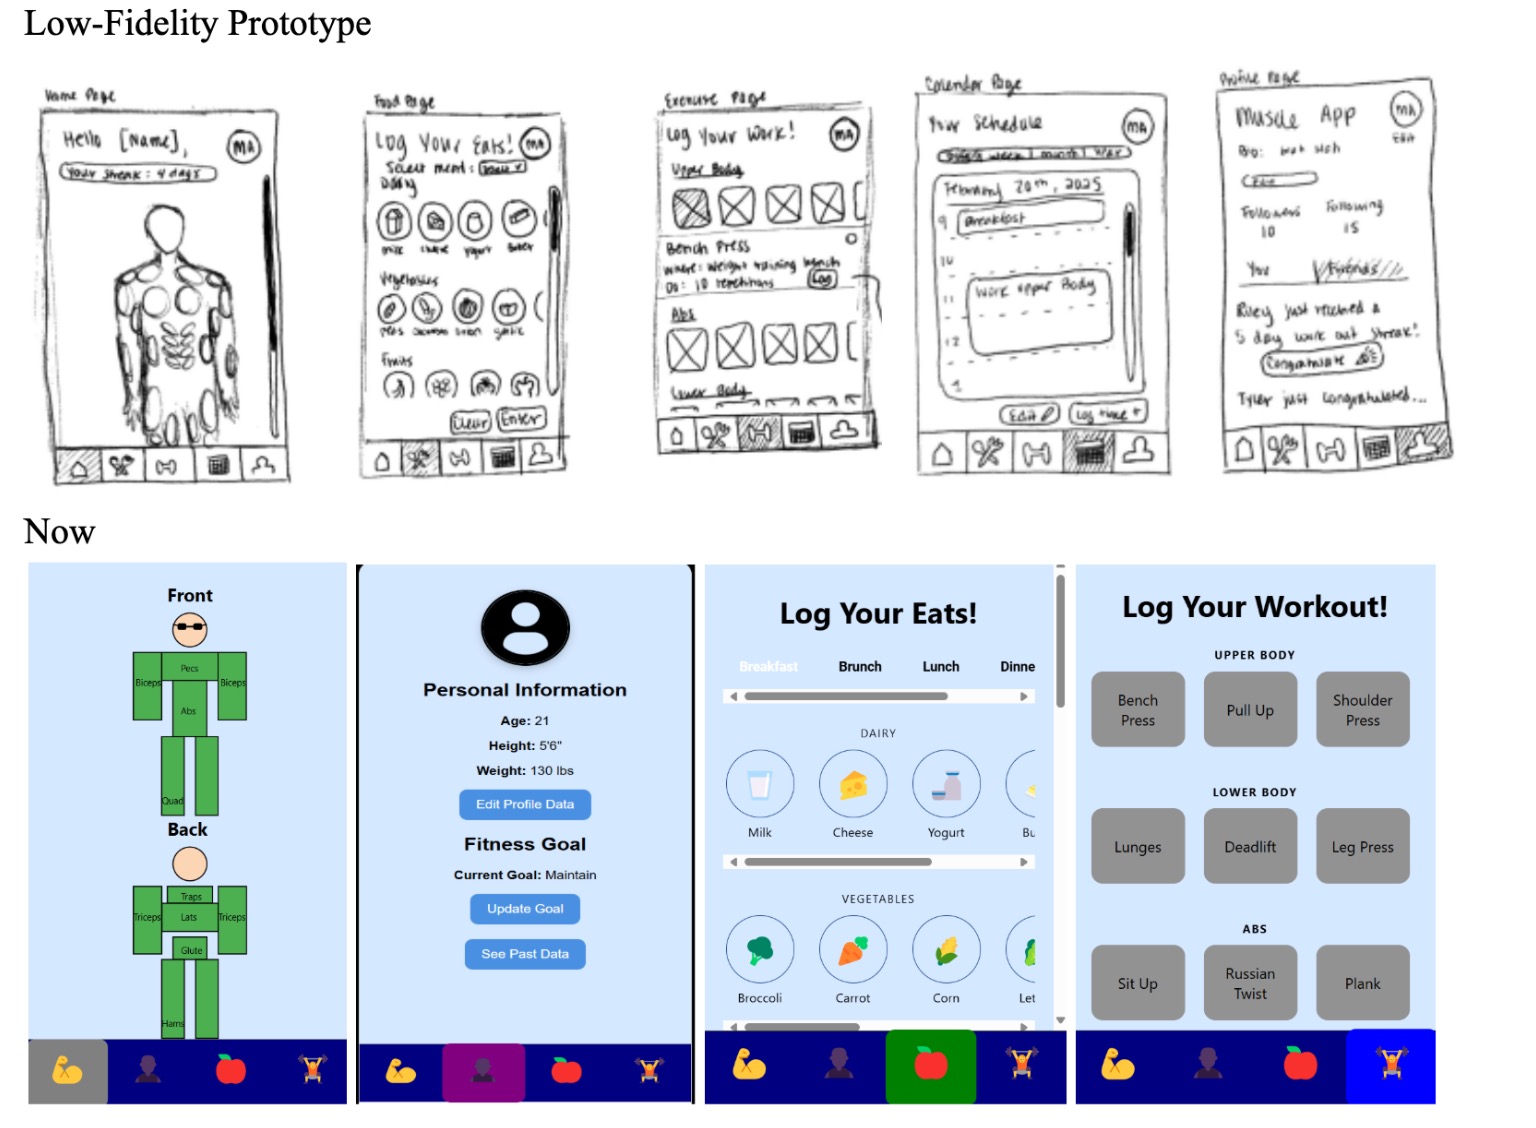 Low-Fidelity Prototype
Home Page
Hello [Name],
MA
Your Streak: 4 days
Food Page
Log Your Eats!
MA
Select meal:
Dairy
milk
yogurt
butter
Vegetables
peas
onion
garlic
Fruits
Clear
Enter
Exercise Page
Log Your Work!
MA
Upper Body
Bench Press
Where: Weight training bench
Do: 10 repetitions
Log
Abs
Lower Body
Calendar Page
Your Schedule
MA
week | month | year
February 20th, 2025
9
Breakfast
10
11
Work upper Body
12
1
Edit
Log time +
Profile Page
Muscle App
MA
Edit
Bio: blah blah
Followers
Following
10
15
You
Friends
Riley just reached a
5 day work out streak!
Congratulate
Tyler just congratulated...
Now
Front
Pecs
Biceps
Biceps
Abs
Quad
Back
Traps
Triceps
Lats
Triceps
Glute
Hams
Personal Information
Age: 21
Height: 5'6"
Weight: 130 lbs
Edit Profile Data
Fitness Goal
Current Goal: Maintain
Update Goal
See Past Data
Log Your Eats!
Breakfast
Brunch
Lunch
Dinne
DAIRY
Milk
Cheese
Yogurt
Bu
VEGETABLES
Broccoli
Carrot
Corn
Let
Log Your Workout!
UPPER BODY
Bench
Press
Pull Up
Shoulder
Press
LOWER BODY
Lunges
Deadlift
Leg Press
ABS
Sit Up
Russian
Twist
Plank